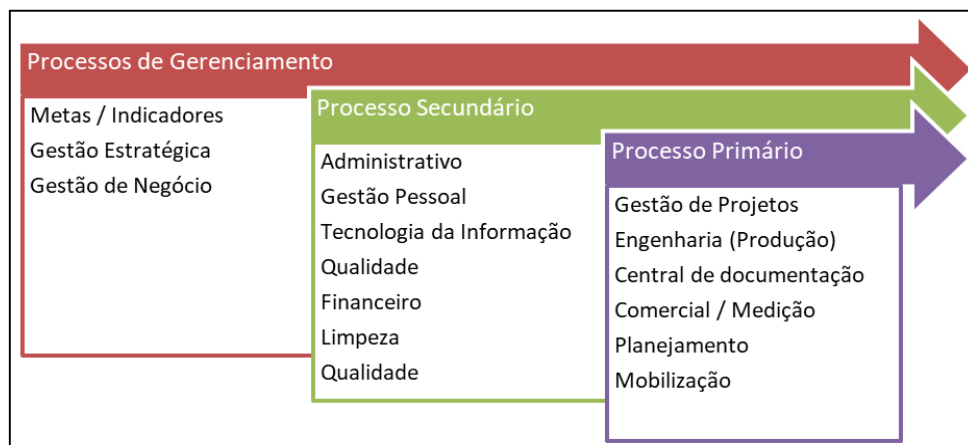 Processos de Gerenciamento
Metas / Indicadores
Gestão Estratégica
Gestão de Negócio
Processo Secundário
Administrativo
Gestão Pessoal
Tecnologia da Informação
Qualidade
Financeiro
Limpeza
Qualidade
Processo Primário
Gestão de Projetos
Engenharia (Produção)
Central de documentação
Comercial / Medição
Planejamento
Mobilização